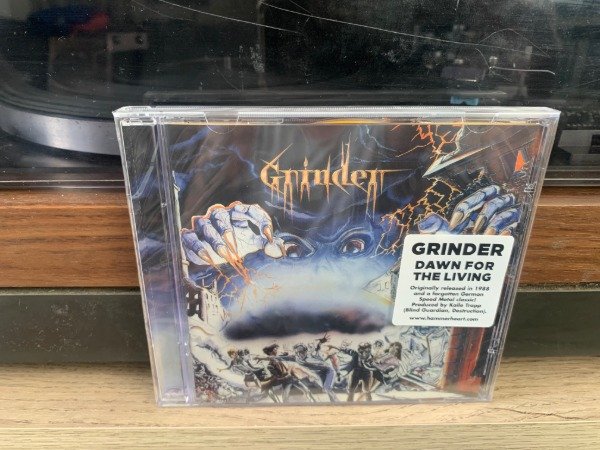 Grinder
GRINDER
DAWN FOR
THE LIVING
Originally released in 1988
and a forgotten German
Speed Metal classic!
Produced by Kalle Trapp
(Blind Guardian, Destruction).
www.hammerheart.com